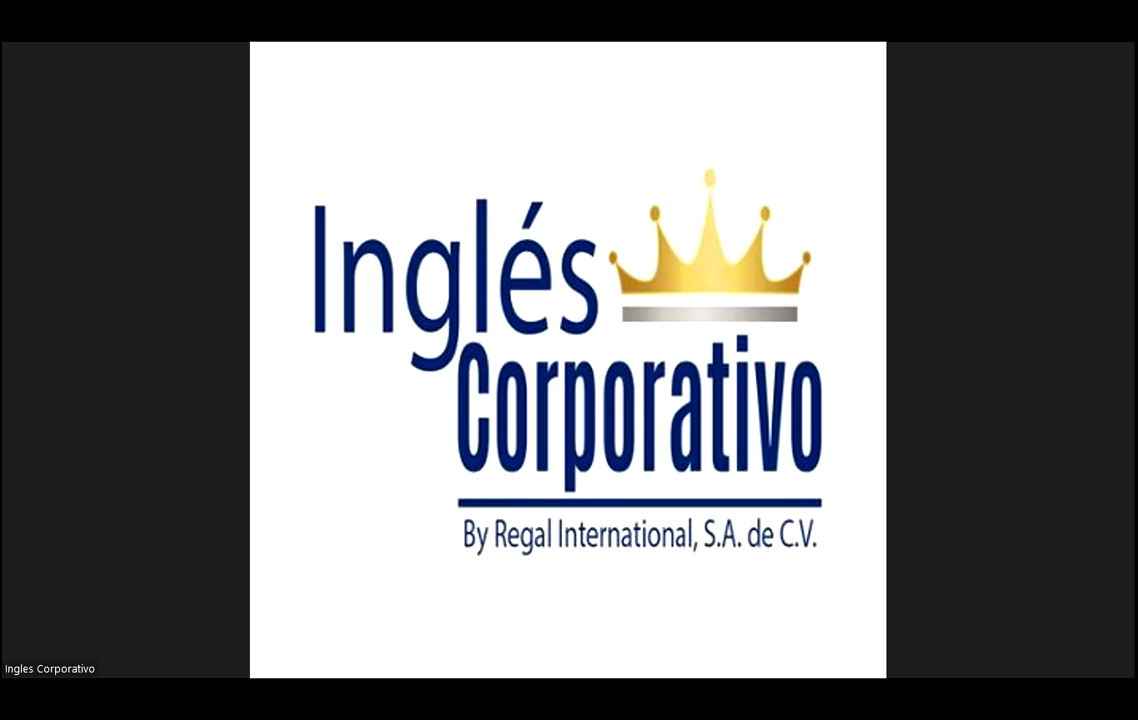 Inglés
Corporativo
By Regal International, S.A. de C.V.
Ingles Corporativo